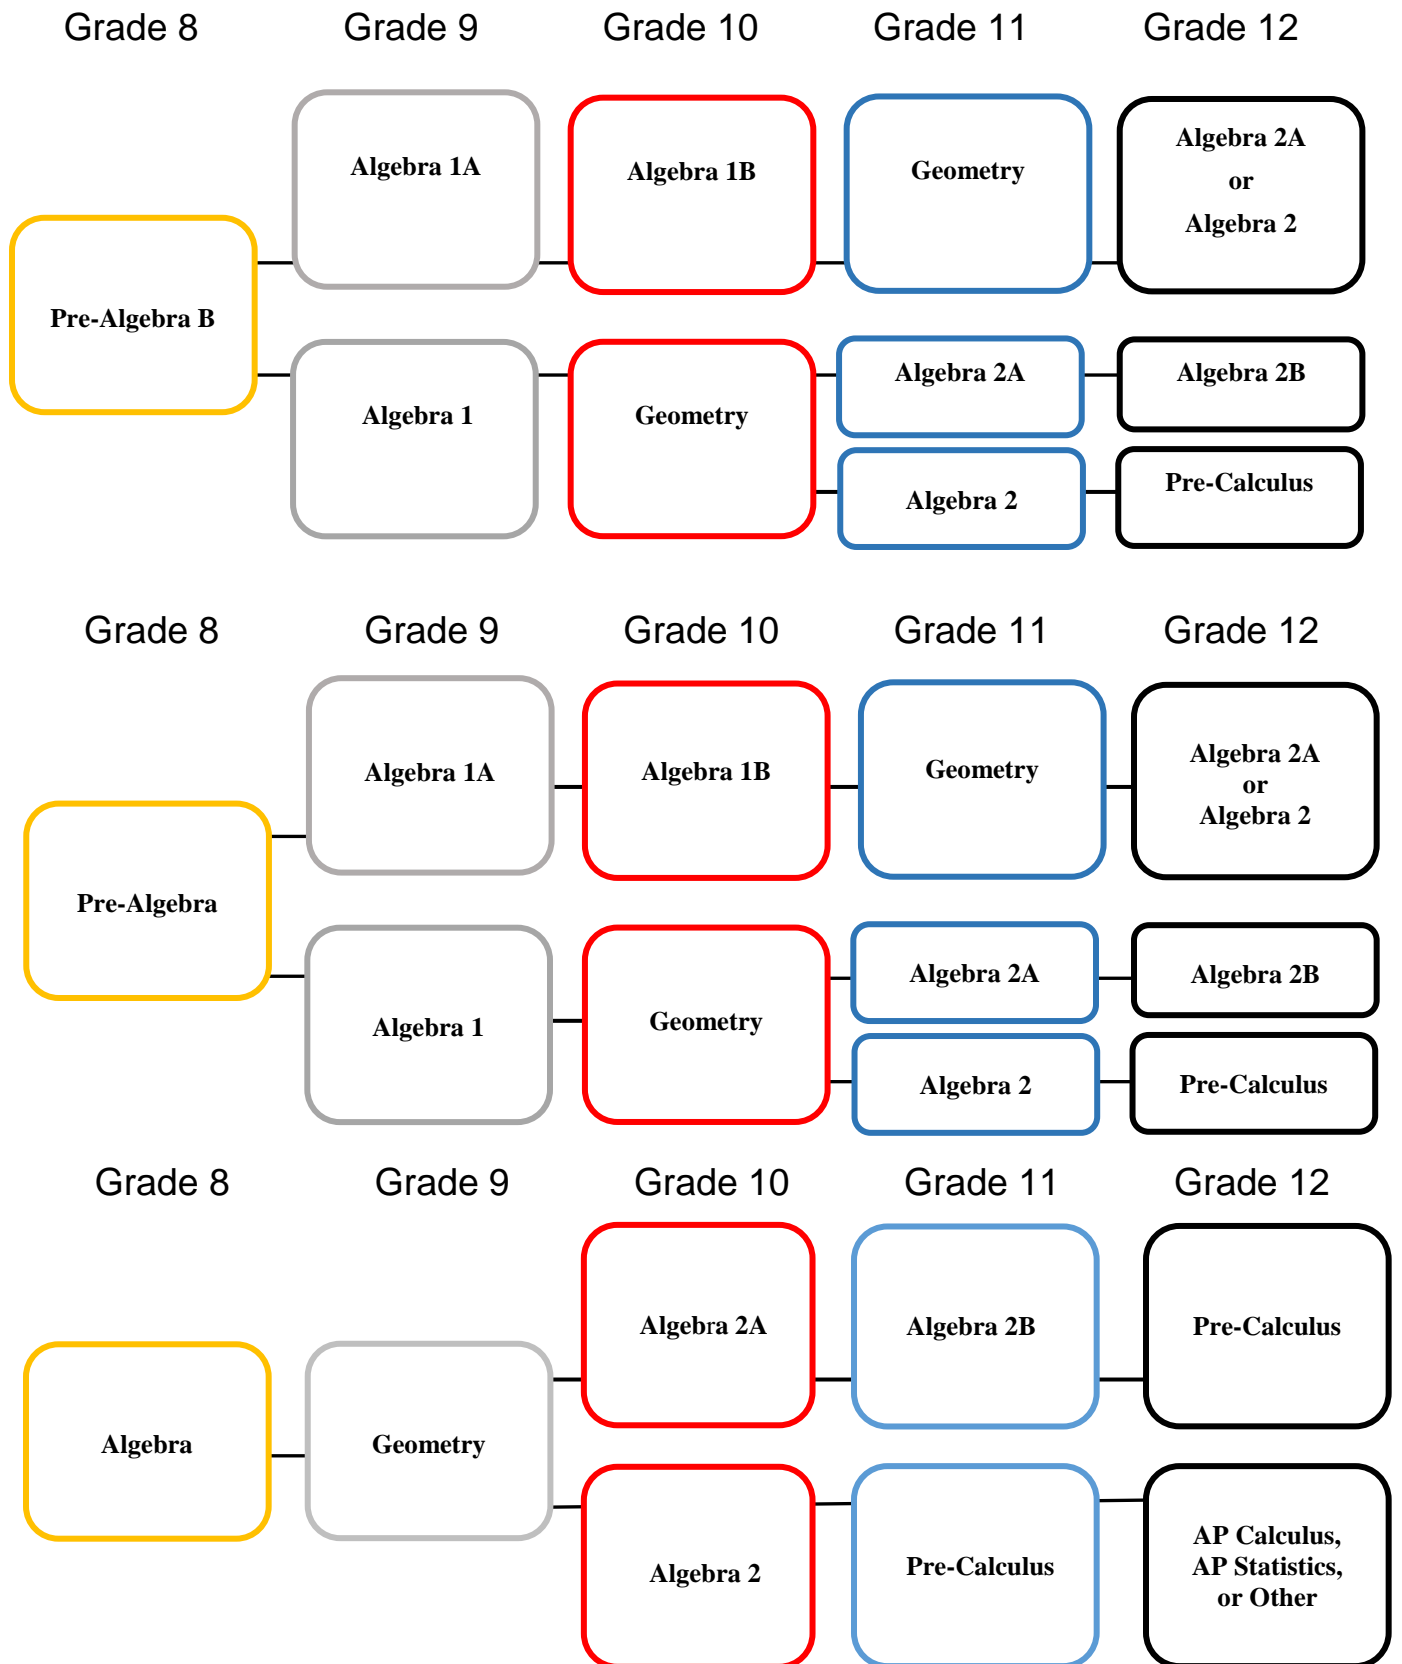 Grade 8 Grade 9 Grade 10 Grade 11 Grade 12
Pre-Algebra B
Algebra 1A
Algebra 1B
Geometry
Algebra 2A
or
Algebra 2
Algebra 1
Geometry
Algebra 2A
Algebra 2B
Algebra 2
Pre-Calculus
Grade 8 Grade 9 Grade 10 Grade 11 Grade 12
Pre-Algebra
Algebra 1A
Algebra 1B
Geometry
Algebra 2A
or
Algebra 2
Algebra 1
Geometry
Algebra 2A
Algebra 2B
Algebra 2
Pre-Calculus
Grade 8 Grade 9 Grade 10 Grade 11 Grade 12
Algebra
Geometry
Algebra 2A
Algebra 2B
Pre-Calculus
Algebra 2
Pre-Calculus
AP Calculus,
AP Statistics,
or Other